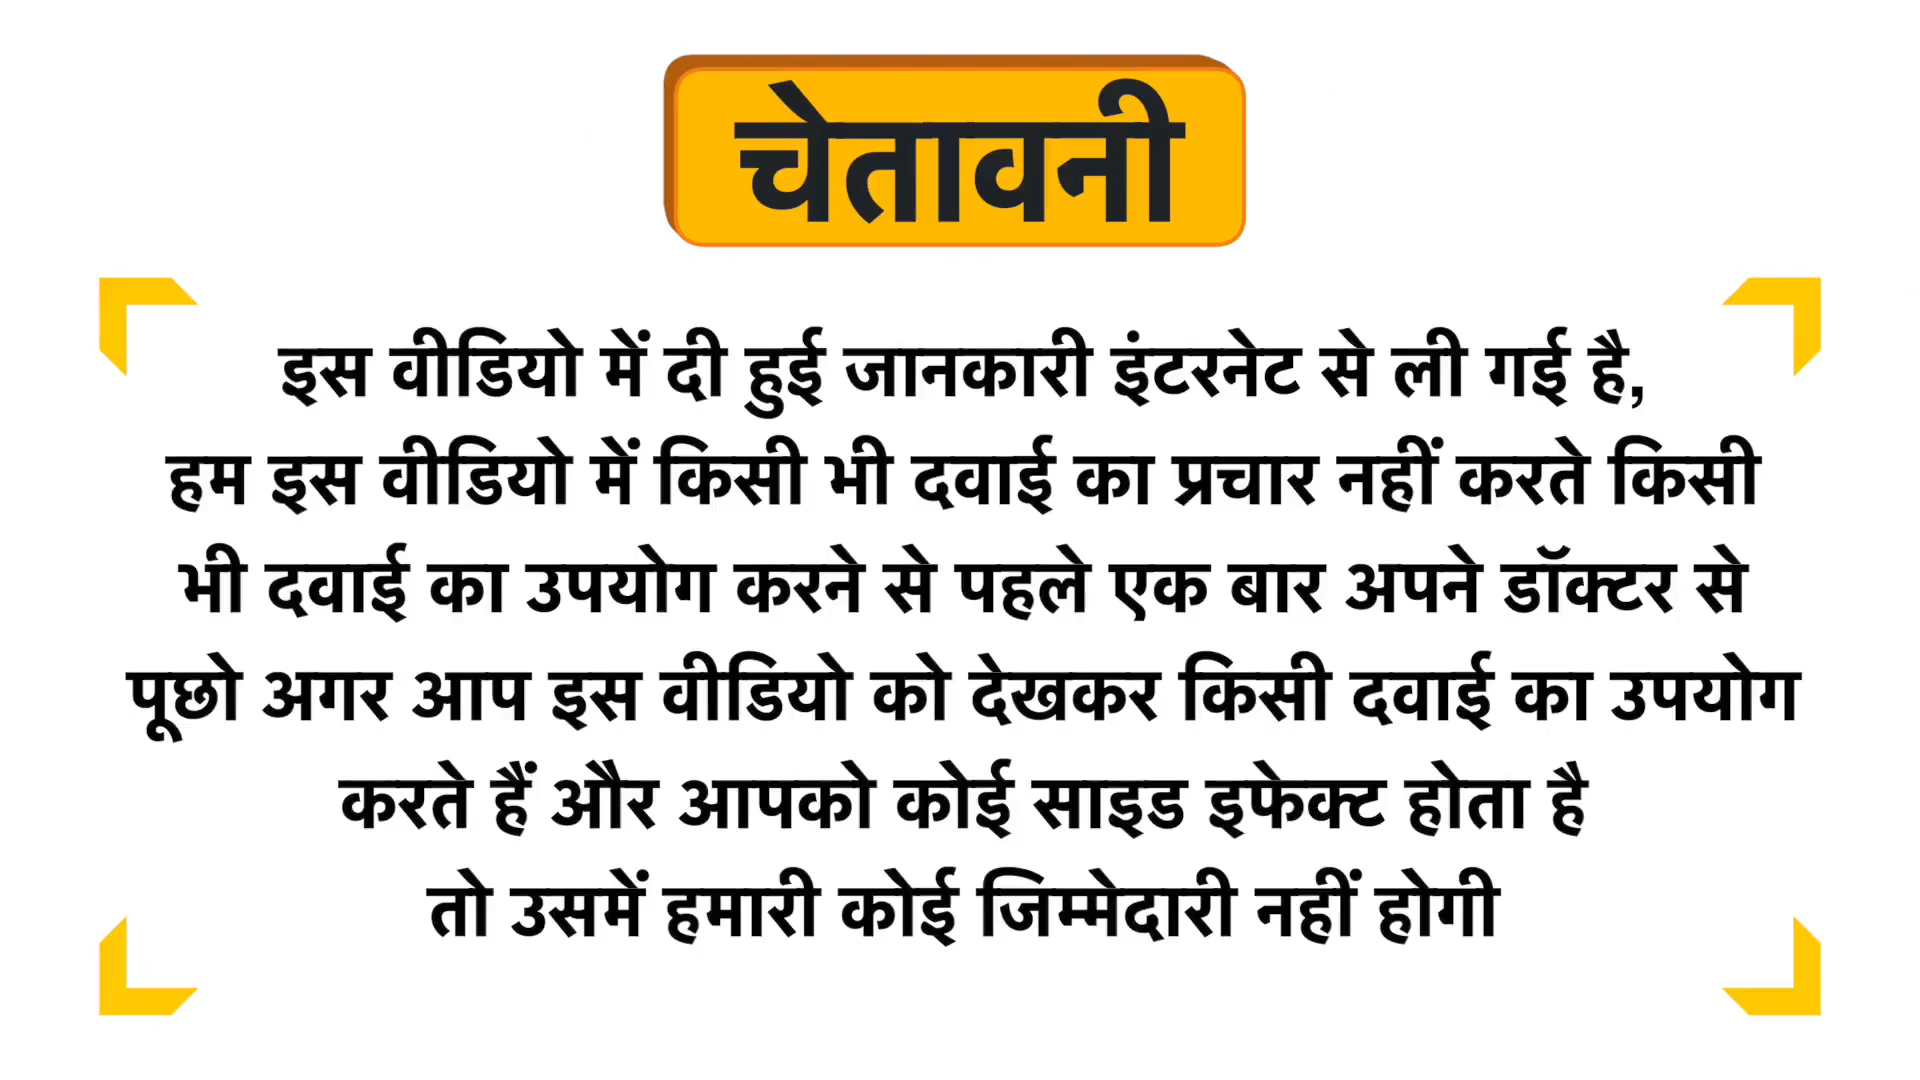 चेतावनी
इस वीडियो में दी हुई जानकारी इंटरनेट से ली गई है,
हम इस वीडियो में किसी भी दवाई का प्रचार नहीं करते किसी
भी दवाई का उपयोग करने से पहले एक बार अपने डॉक्टर से
पूछो अगर आप इस वीडियो को देखकर किसी दवाई का उपयोग
करते हैं और आपको कोई साइड इफेक्ट होता है
तो उसमें हमारी कोई जिम्मेदारी नहीं होगी